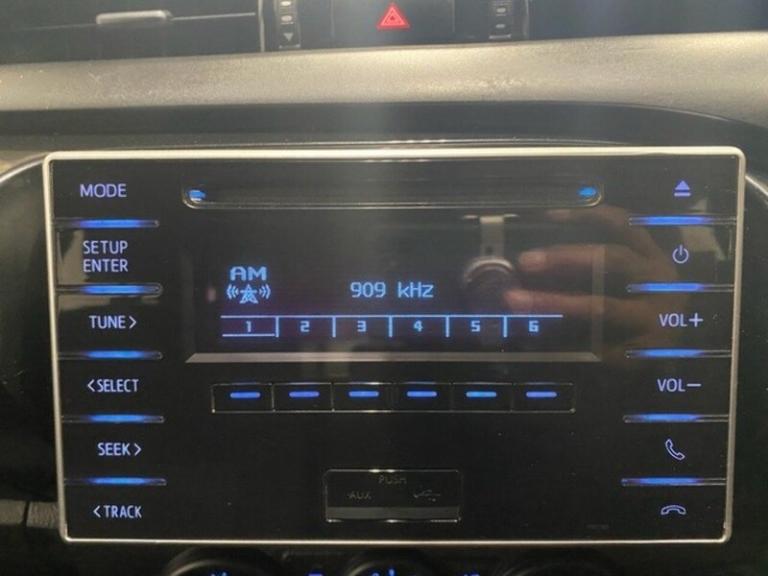 MODE
SETUP
ENTER
TUNE>
<SELECT
SEEK>
<TRACK
AM
909 kHz
1 2 3 4 5 6
PUSH
AUX
VOL+
VOL-